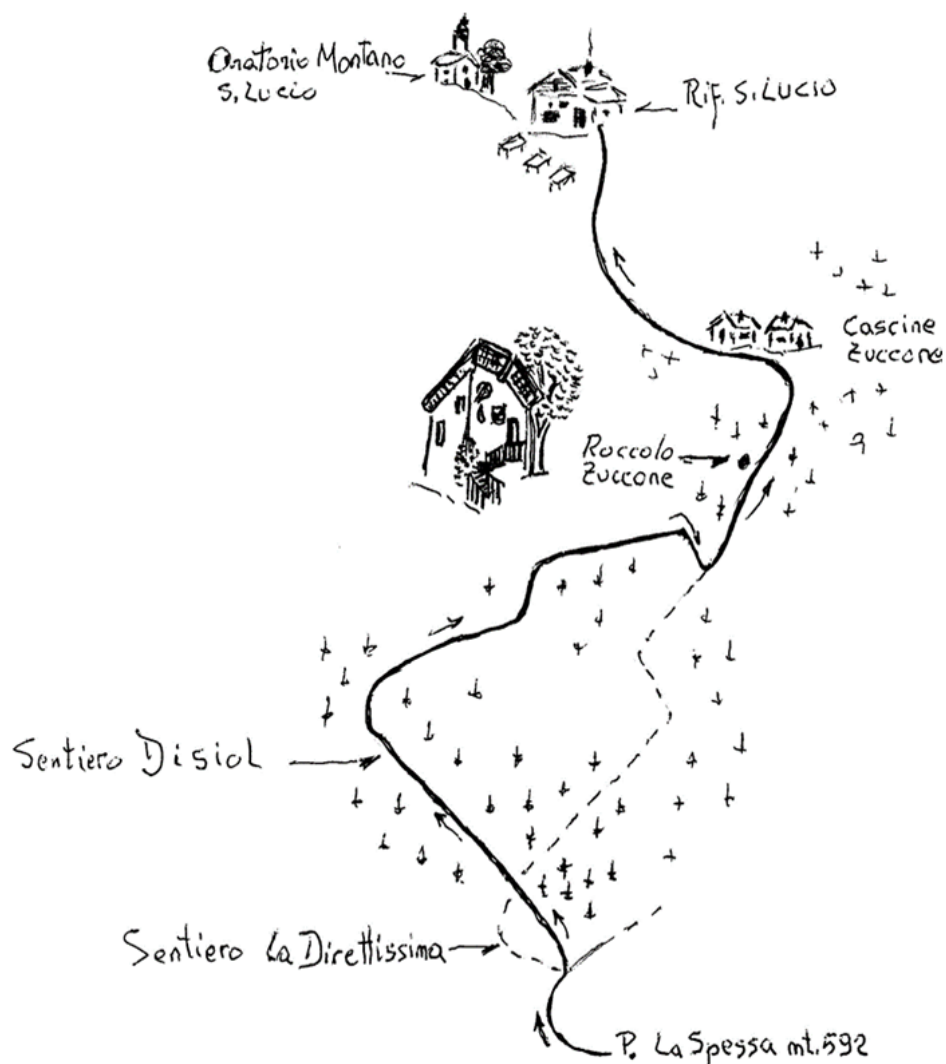 Oratorio Montano
S. Lucio
Rif. S. LUCIO
Cascine
Zuccone
Roccolo
Zuccone
Sentiero Disiol
Sentiero La Direttissima
P. La Spessa mt. 592